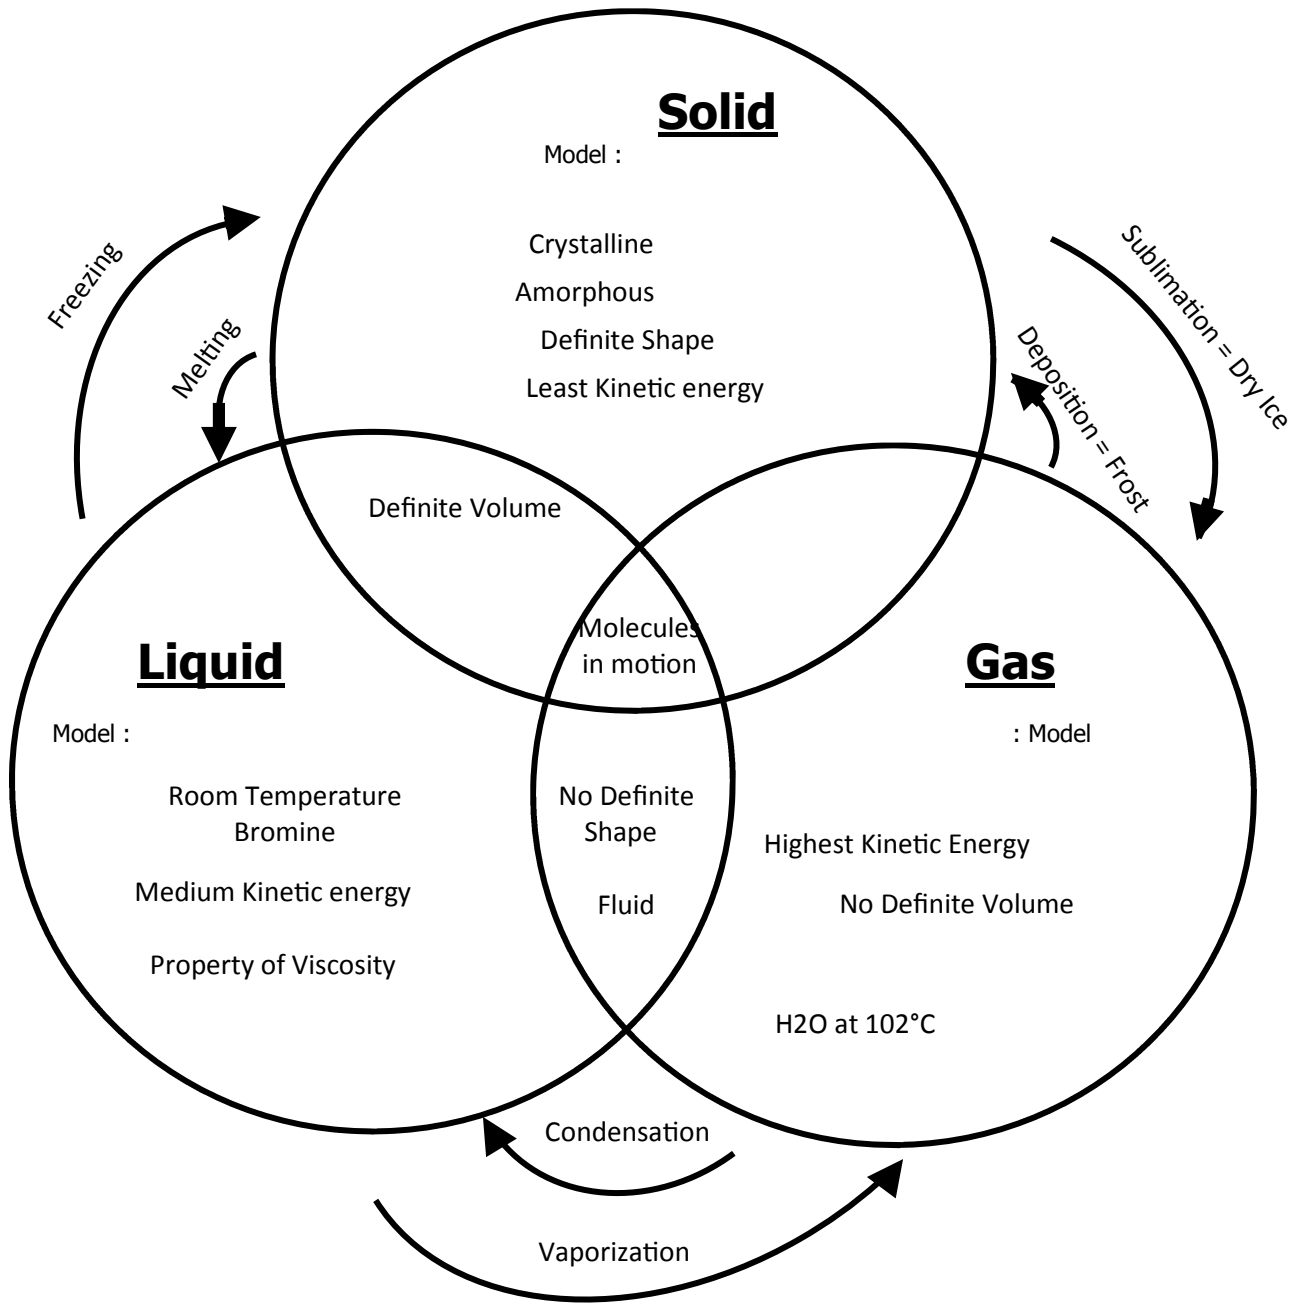 Solid
Model :
Crystalline
Amorphous
Definite Shape
Least Kinetic energy
Freezing
Melting
Sublimation = Dry Ice
Deposition = Frost
Definite Volume
Molecules
in motion
Liquid
Model :
Room Temperature
Bromine
Medium Kinetic energy
Property of Viscosity
No Definite
Shape
Fluid
Gas
: Model
Highest Kinetic Energy
No Definite Volume
H2O at 102°C
Condensation
Vaporization